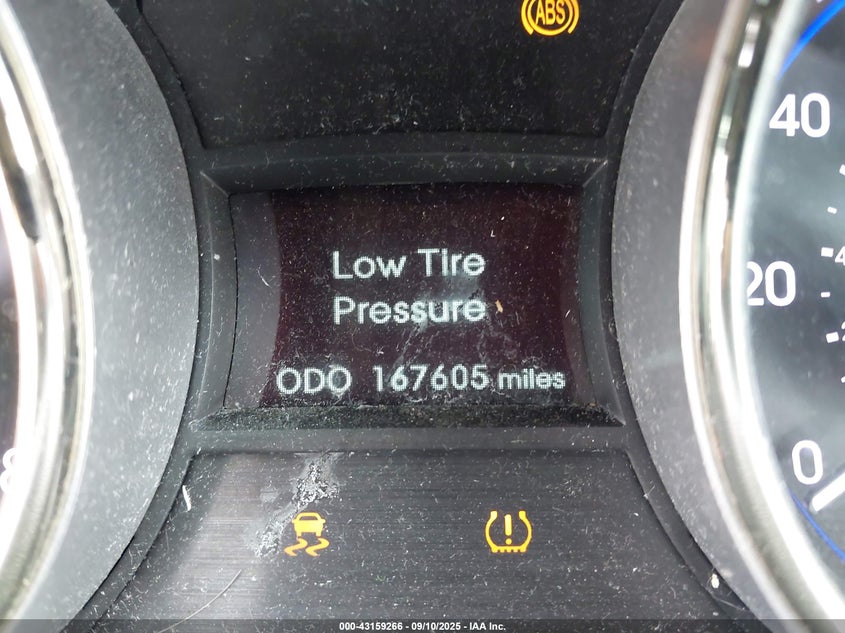 ABS
40
Low Tire
Pressure
20
ODO 167605 miles
0
000-43159266 - 09/10/2025 - IAA Inc.